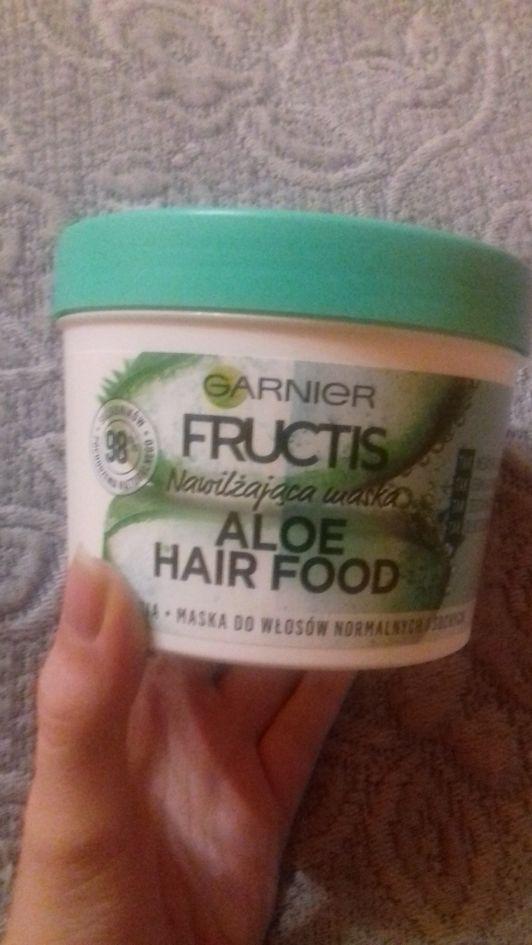 GARNIER
FRUCTIS
Nawilżająca maska
ALOE
HAIR FOOD
98%
• MASKA DO WŁOSÓW NORMALNYCH